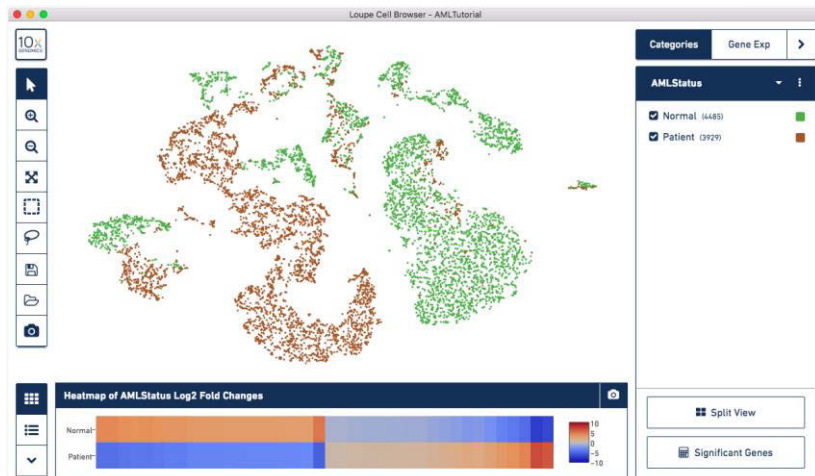 Loupe Cell Browser - AMLTutorial
10x
GENOMICS
Categories
Gene Exp
AMLStatus
Normal (4485)
Patient (3929)
Heatmap of AMLStatus Log2 Fold Changes
Normal
Patient
10
5
0
−5
−10
Split View
Significant Genes